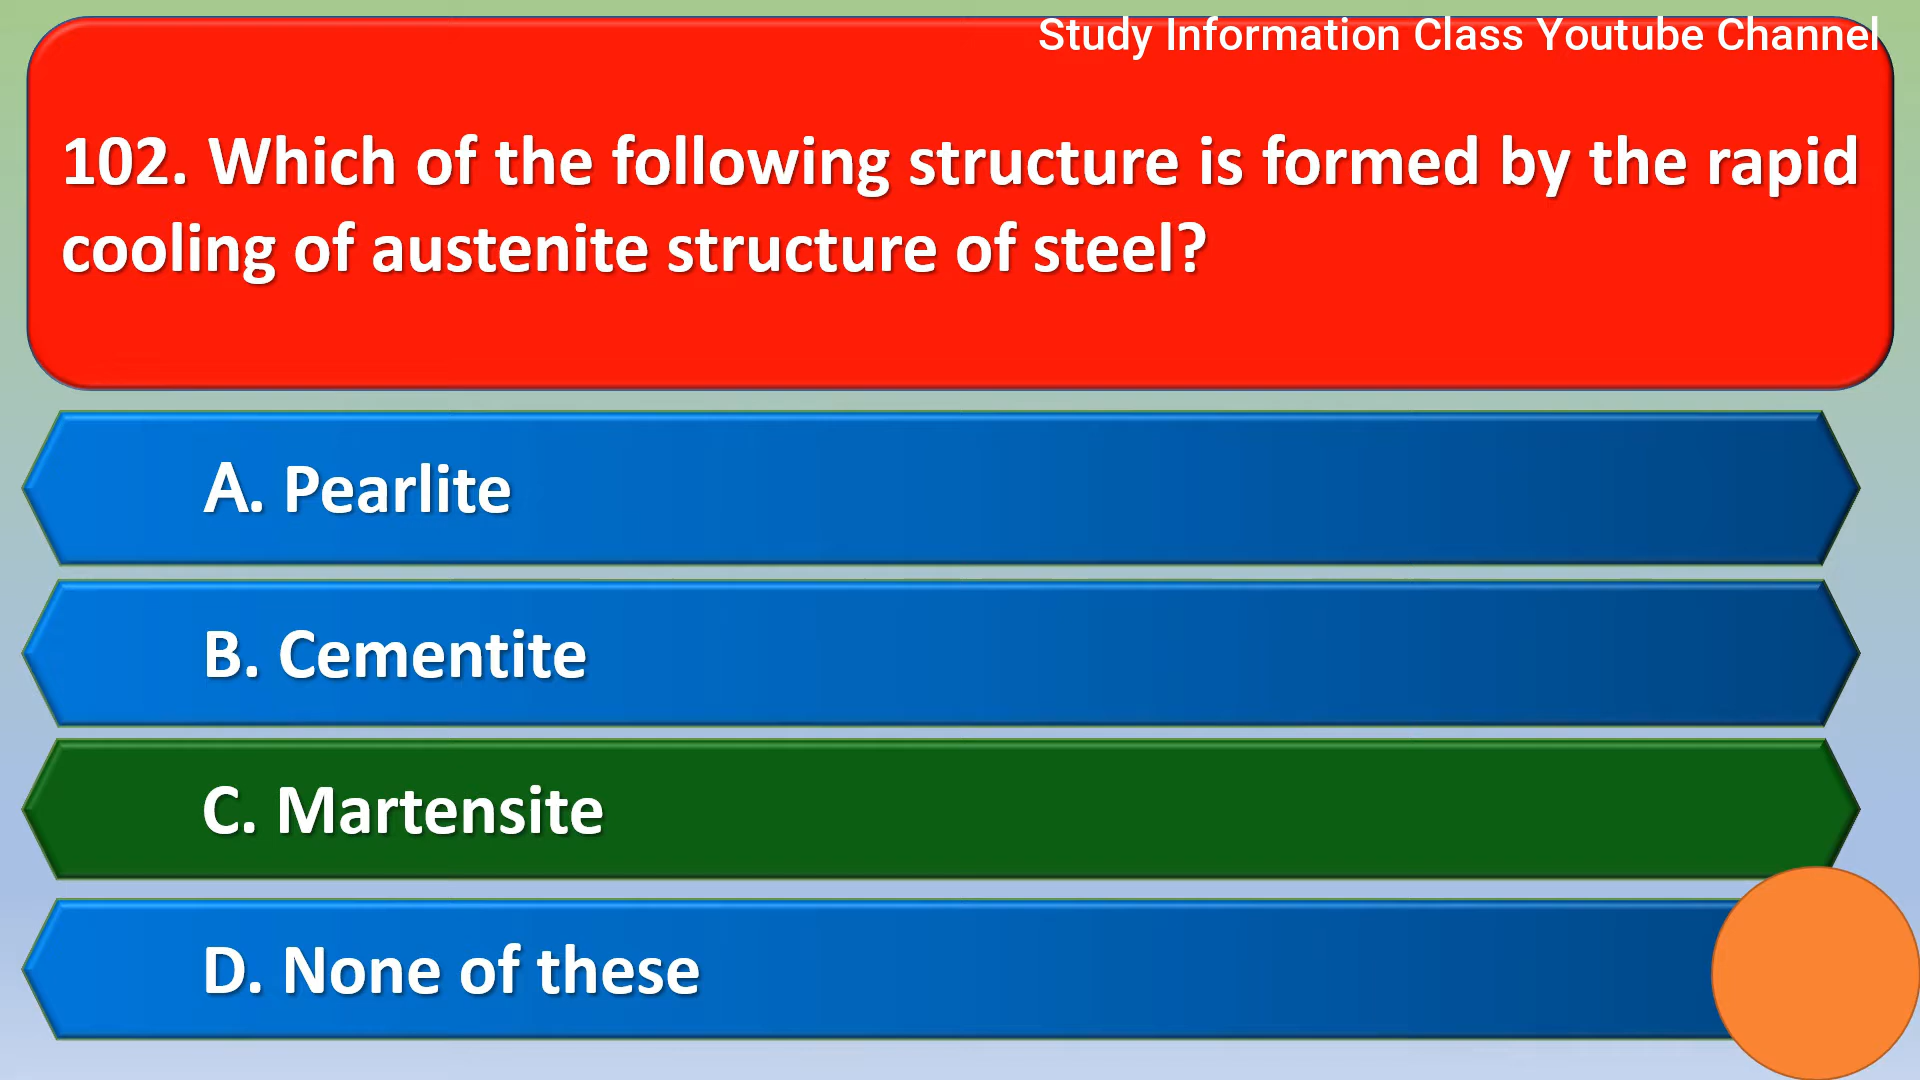 Study Information Class Youtube Channel
102. Which of the following structure is formed by the rapid
cooling of austenite structure of steel?
A. Pearlite
B. Cementite
C. Martensite
D. None of these